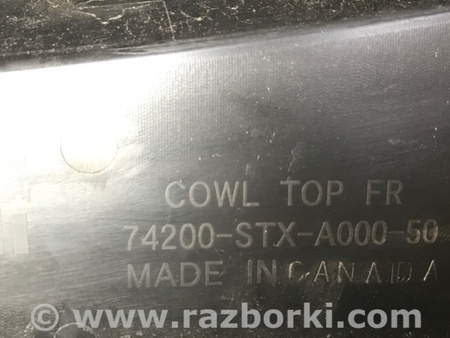 COWL TOP FR
74200-STX-A000-50
MADE IN CANADA
© www.razborki.com